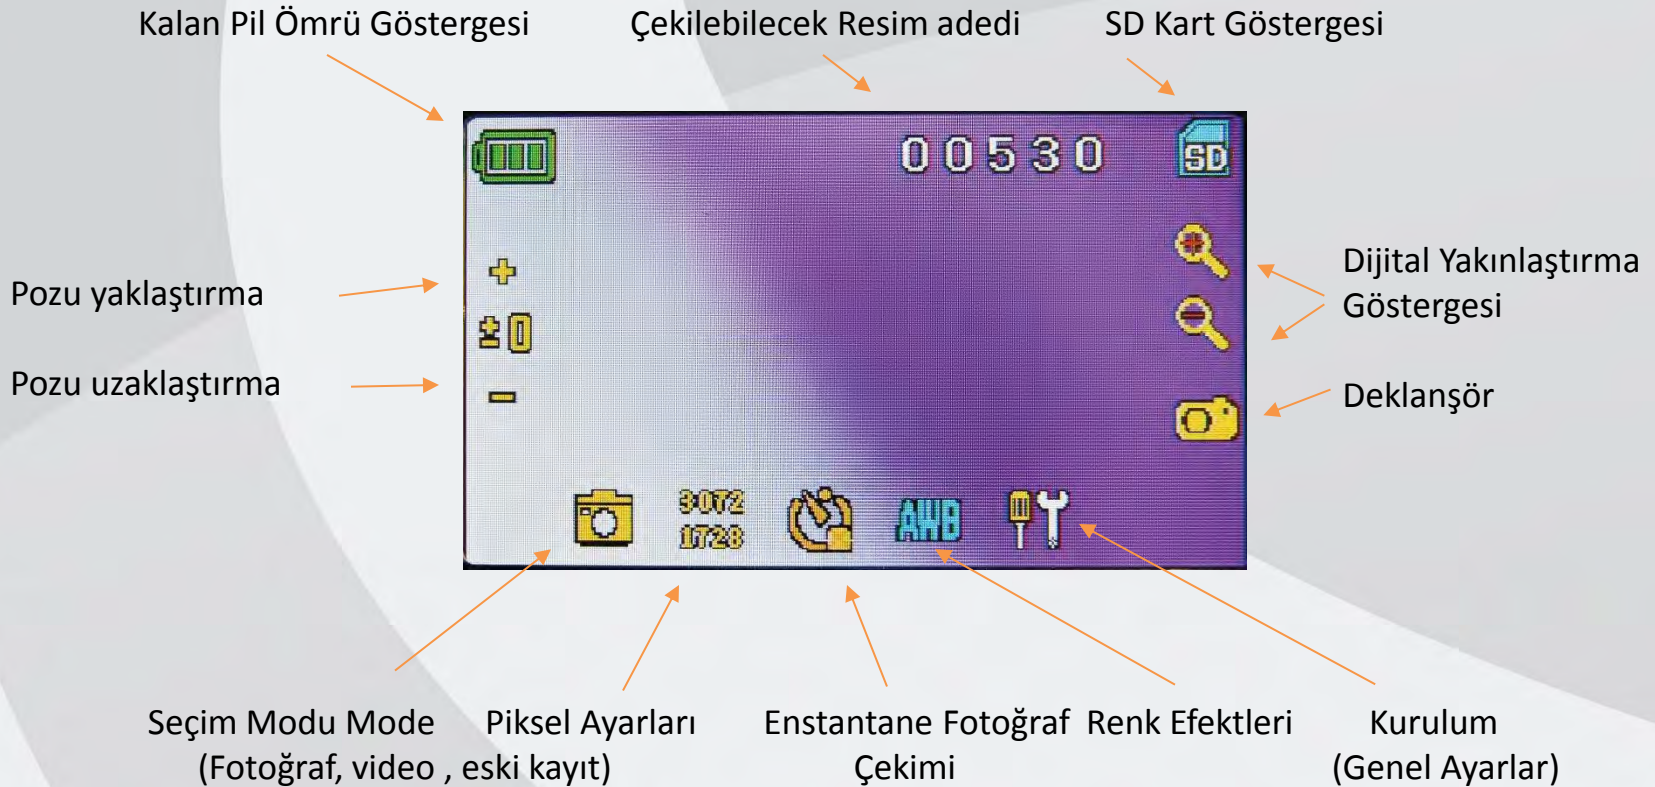 Kalan Pil Ömrü Göstergesi
Çekilebilecek Resim adedi
SD Kart Göstergesi
00530
SD
Pozu yaklaştırma
+
±0
Pozu uzaklaştırma
-
Dijital Yakınlaştırma
Göstergesi
Deklanşör
3072
1728
AWB
Seçim Modu Mode
(Fotoğraf, video , eski kayıt)
Piksel Ayarları
Enstantane Fotoğraf
Çekimi
Renk Efektleri
Kurulum
(Genel Ayarlar)